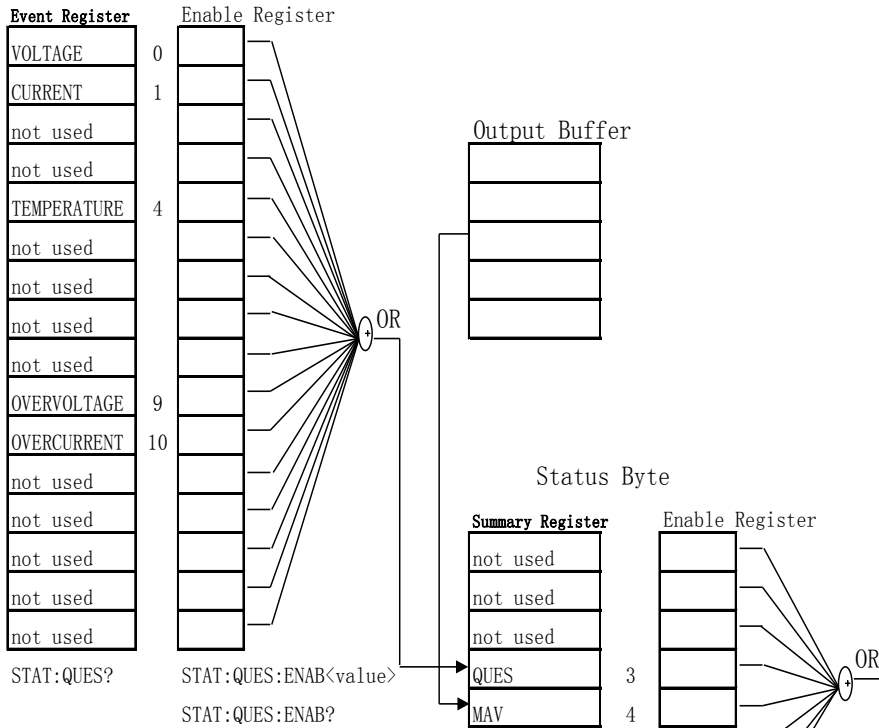 Event Register Enable Register
VOLTAGE 0
CURRENT 1
not used
not used
TEMPERATURE 4
not used
not used
not used
not used
OVERVOLTAGE 9
OVERCURRENT 10
not used
not used
not used
not used
not used
STAT:QUES? STAT:QUES:ENAB<value>
STAT:QUES:ENAB?
+ OR
Output Buffer
Status Byte
Summary Register Enable Register
not used
not used
not used
QUES 3
MAV 4
+ OR